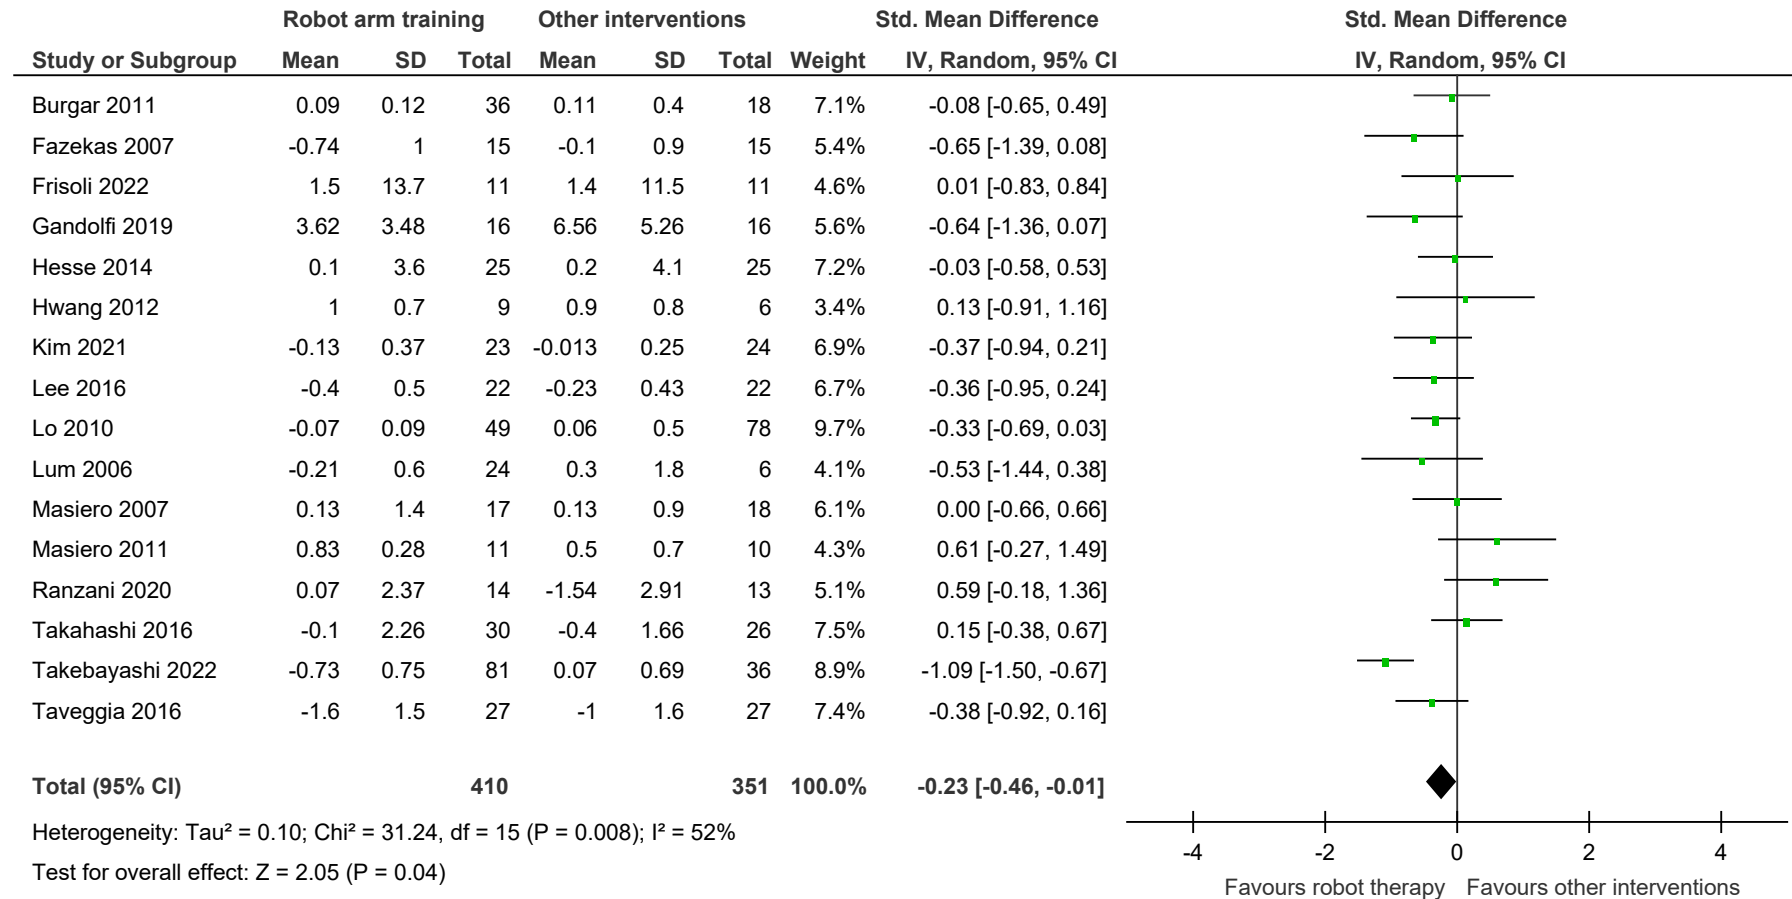 Robot arm training Other interventions Std. Mean Difference Std. Mean Difference
Study or Subgroup Mean SD Total Mean SD Total Weight IV, Random, 95% CI IV, Random, 95% CI
Burgar 2011 0.09 0.12 36 0.11 0.4 18 7.1% -0.08 [-0.65, 0.49]
Fazekas 2007 -0.74 1 15 -0.1 0.9 15 5.4% -0.65 [-1.39, 0.08]
Frisoli 2022 1.5 13.7 11 1.4 11.5 11 4.6% 0.01 [-0.83, 0.84]
Gandolfi 2019 3.62 3.48 16 6.56 5.26 16 5.6% -0.64 [-1.36, 0.07]
Hesse 2014 0.1 3.6 25 0.2 4.1 25 7.2% -0.03 [-0.58, 0.53]
Hwang 2012 1 0.7 9 0.9 0.8 6 3.4% 0.13 [-0.91, 1.16]
Kim 2021 -0.13 0.37 23 -0.013 0.25 24 6.9% -0.37 [-0.94, 0.21]
Lee 2016 -0.4 0.5 22 -0.23 0.43 22 6.7% -0.36 [-0.95, 0.24]
Lo 2010 -0.07 0.09 49 0.06 0.5 78 9.7% -0.33 [-0.69, 0.03]
Lum 2006 -0.21 0.6 24 0.3 1.8 6 4.1% -0.53 [-1.44, 0.38]
Masiero 2007 0.13 1.4 17 0.13 0.9 18 6.1% 0.00 [-0.66, 0.66]
Masiero 2011 0.83 0.28 11 0.5 0.7 10 4.3% 0.61 [-0.27, 1.49]
Ranzani 2020 0.07 2.37 14 -1.54 2.91 13 5.1% 0.59 [-0.18, 1.36]
Takahashi 2016 -0.1 2.26 30 -0.4 1.66 26 7.5% 0.15 [-0.38, 0.67]
Takebayashi 2022 -0.73 0.75 81 0.07 0.69 36 8.9% -1.09 [-1.50, -0.67]
Taveggia 2016 -1.6 1.5 27 -1 1.6 27 7.4% -0.38 [-0.92, 0.16]
Total (95% CI) 410 351 100.0% -0.23 [-0.46, -0.01]
Heterogeneity: Tau² = 0.10; Chi² = 31.24, df = 15 (P = 0.008); I² = 52%
Test for overall effect: Z = 2.05 (P = 0.04)
-4 -2 0 2 4
Favours robot therapy Favours other interventions